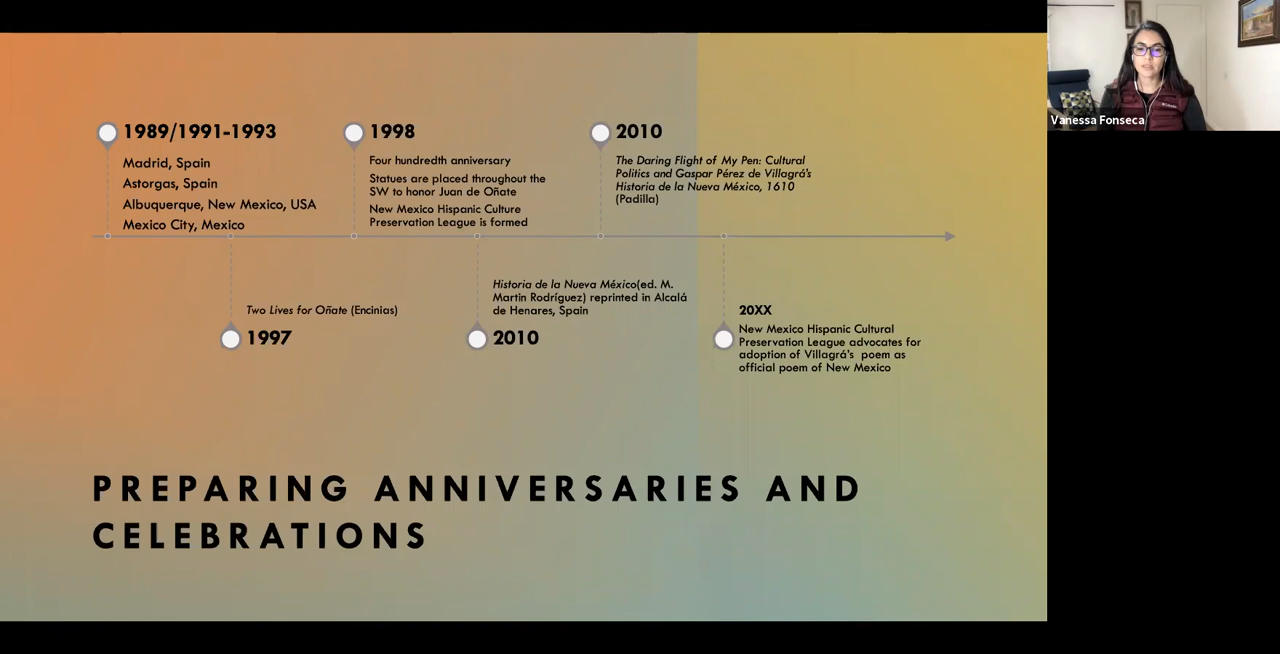 1989/1991-1993
Madrid, Spain
Astorgas, Spain
Albuquerque, New Mexico, USA
Mexico City, Mexico
1998
Four hundredth anniversary
Statues are placed throughout the
SW to honor Juan de Oñate
New Mexico Hispanic Culture
Preservation League is formed
2010
The Daring Flight of My Pen: Cultural
Politics and Gaspar Pérez de Villagrá's
Historia de la Nueva México, 1610
(Padilla)
Two Lives for Oñate (Encinias)
1997
Historia de la Nueva México(ed. M.
Martin Rodríguez) reprinted in Alcalá
de Henares, Spain
2010
20XX
New Mexico Hispanic Cultural
Preservation League advocates for
adoption of Villagrá's poem as
official poem of New Mexico
PREPARING ANNIVERSARIES AND
CELEBRATIONS
Vanessa Fonseca